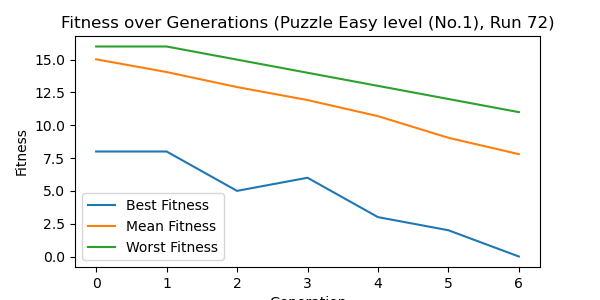 Fitness over Generations (Puzzle Easy level (No.1), Run 72)
Fitness
15.0
12.5
10.0
7.5
5.0
2.5
0.0
Best Fitness
Mean Fitness
Worst Fitness
0 1 2 3 4 5 6
Generation